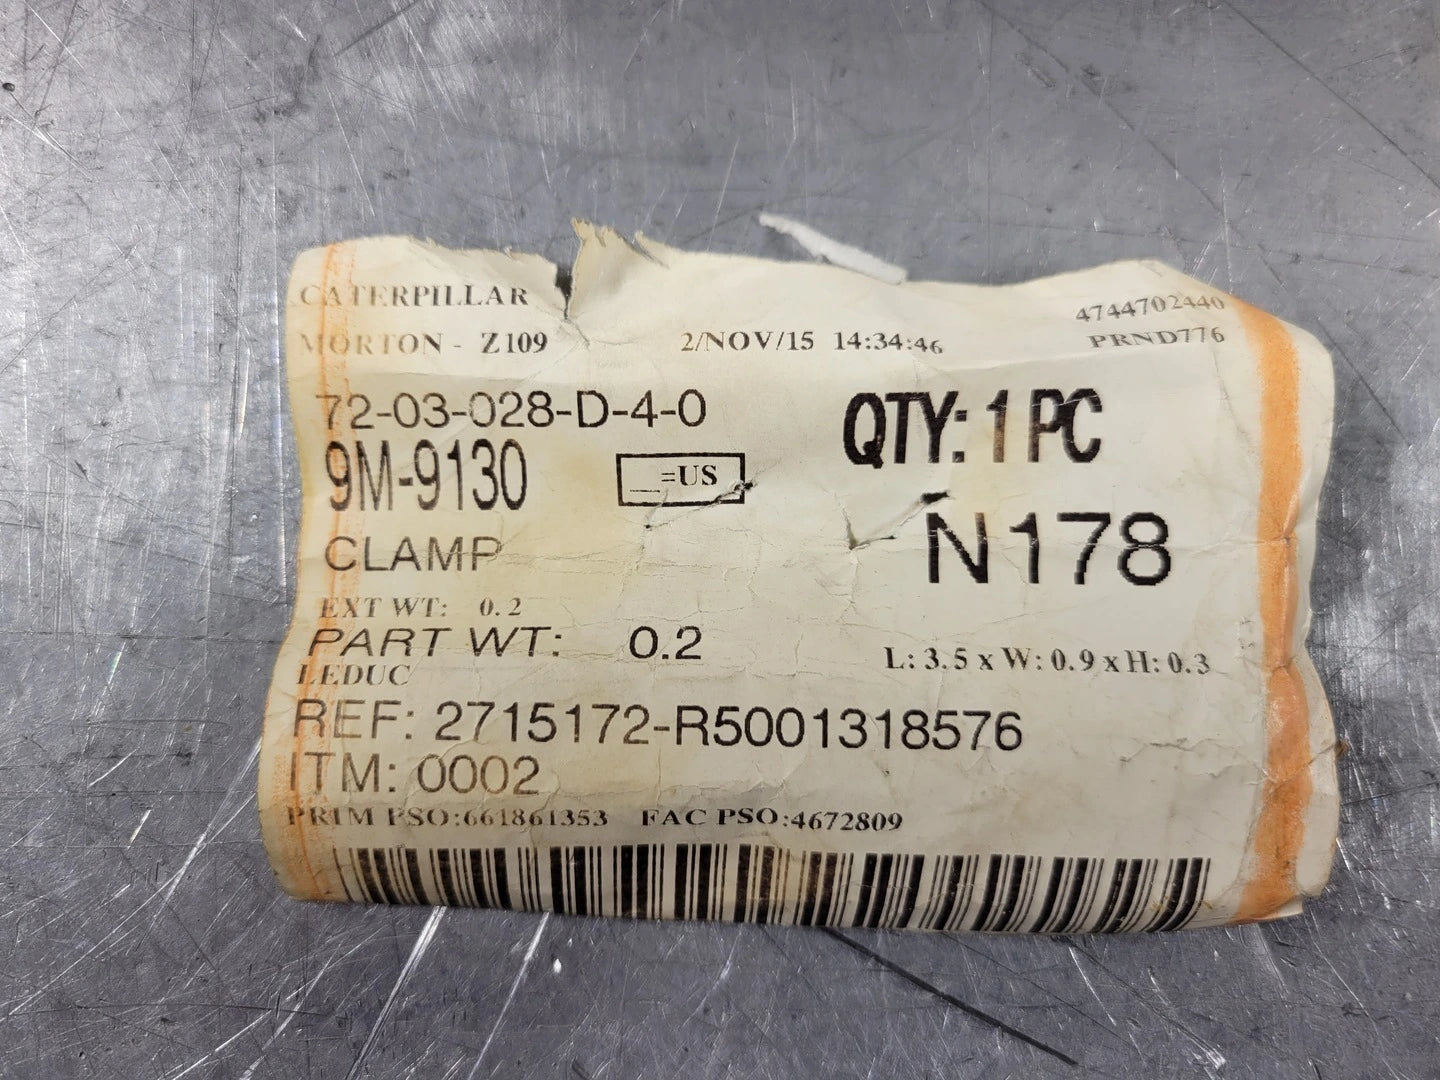 CATERPILLAR
4744702440
MORTON - Z109 2/NOV/15 14:34:46 PRND776
72-03-028-D-4-0 QTY: 1 PC
9M-9130 __=US
N178
CLAMP
EXT WT: 0.2
PART WT: 0.2 L: 3.5 x W: 0.9 x H: 0.3
LEDUC
REF: 2715172-R5001318576
ITM: 0002
PRIM PSO:661861353 FAC PSO:4672809